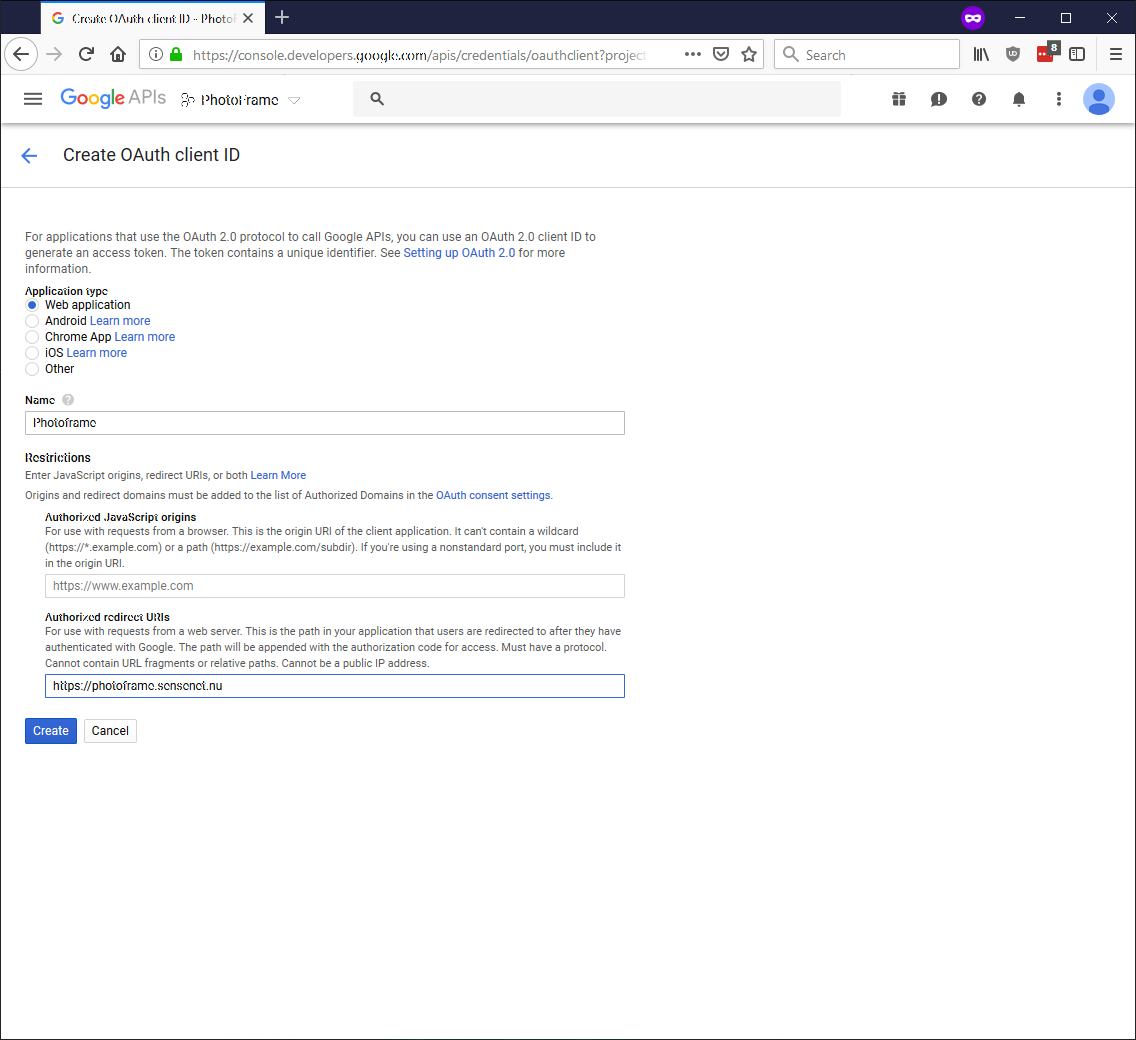 Create OAuth client ID - PhotoF
https://console.developers.google.com/apis/credentials/oauthclient?project
Search
8
Google APIs
PhotoFrame
Create OAuth client ID
For applications that use the OAuth 2.0 protocol to call Google APIs, you can use an OAuth 2.0 client ID to
generate an access token. The token contains a unique identifier. See Setting up OAuth 2.0 for more
information.
Application type
Web application
Android Learn more
Chrome App Learn more
iOS Learn more
Other
Name ?
Photoframe
Restrictions
Enter JavaScript origins, redirect URIs, or both Learn More
Origins and redirect domains must be added to the list of Authorized Domains in the OAuth consent settings.
Authorized JavaScript origins
For use with requests from a browser. This is the origin URI of the client application. It can't contain a wildcard
(https://*.example.com) or a path (https://example.com/subdir). If you're using a nonstandard port, you must include it
in the origin URI.
https://www.example.com
Authorized redirect URIs
For use with requests from a web server. This is the path in your application that users are redirected to after they have
authenticated with Google. The path will be appended with the authorization code for access. Must have a protocol.
Cannot contain URL fragments or relative paths. Cannot be a public IP address.
https://photoframe.sensenet.nu
Create
Cancel